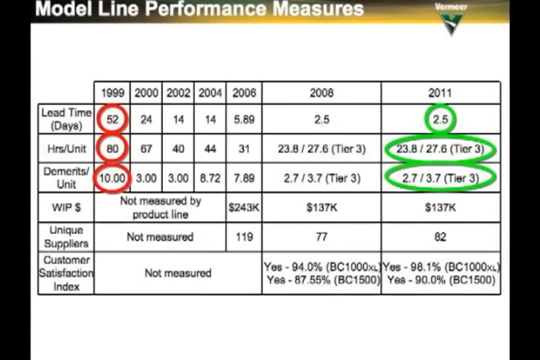 Model Line Performance Measures
Vermeer
1999 2000 2002 2004 2006 2008 2011
Lead Time (Days) 52 24 14 14 5.89 2.5 2.5
Hrs/Unit 80 67 40 44 31 23.8 / 27.6 (Tier 3) 23.8 / 27.6 (Tier 3)
Demerits/ Unit 10.00 3.00 3.00 8.72 7.89 2.7 / 3.7 (Tier 3) 2.7 / 3.7 (Tier 3)
WIP $ Not measured by product line $243K $137K $137K
Unique Suppliers Not measured 119 77 82
Customer Satisfaction Index Not measured Yes - 94.0% (BC1000XL) Yes - 87.55% (BC1500) Yes - 98.1% (BC1000XL) Yes - 90.0% (BC1500)